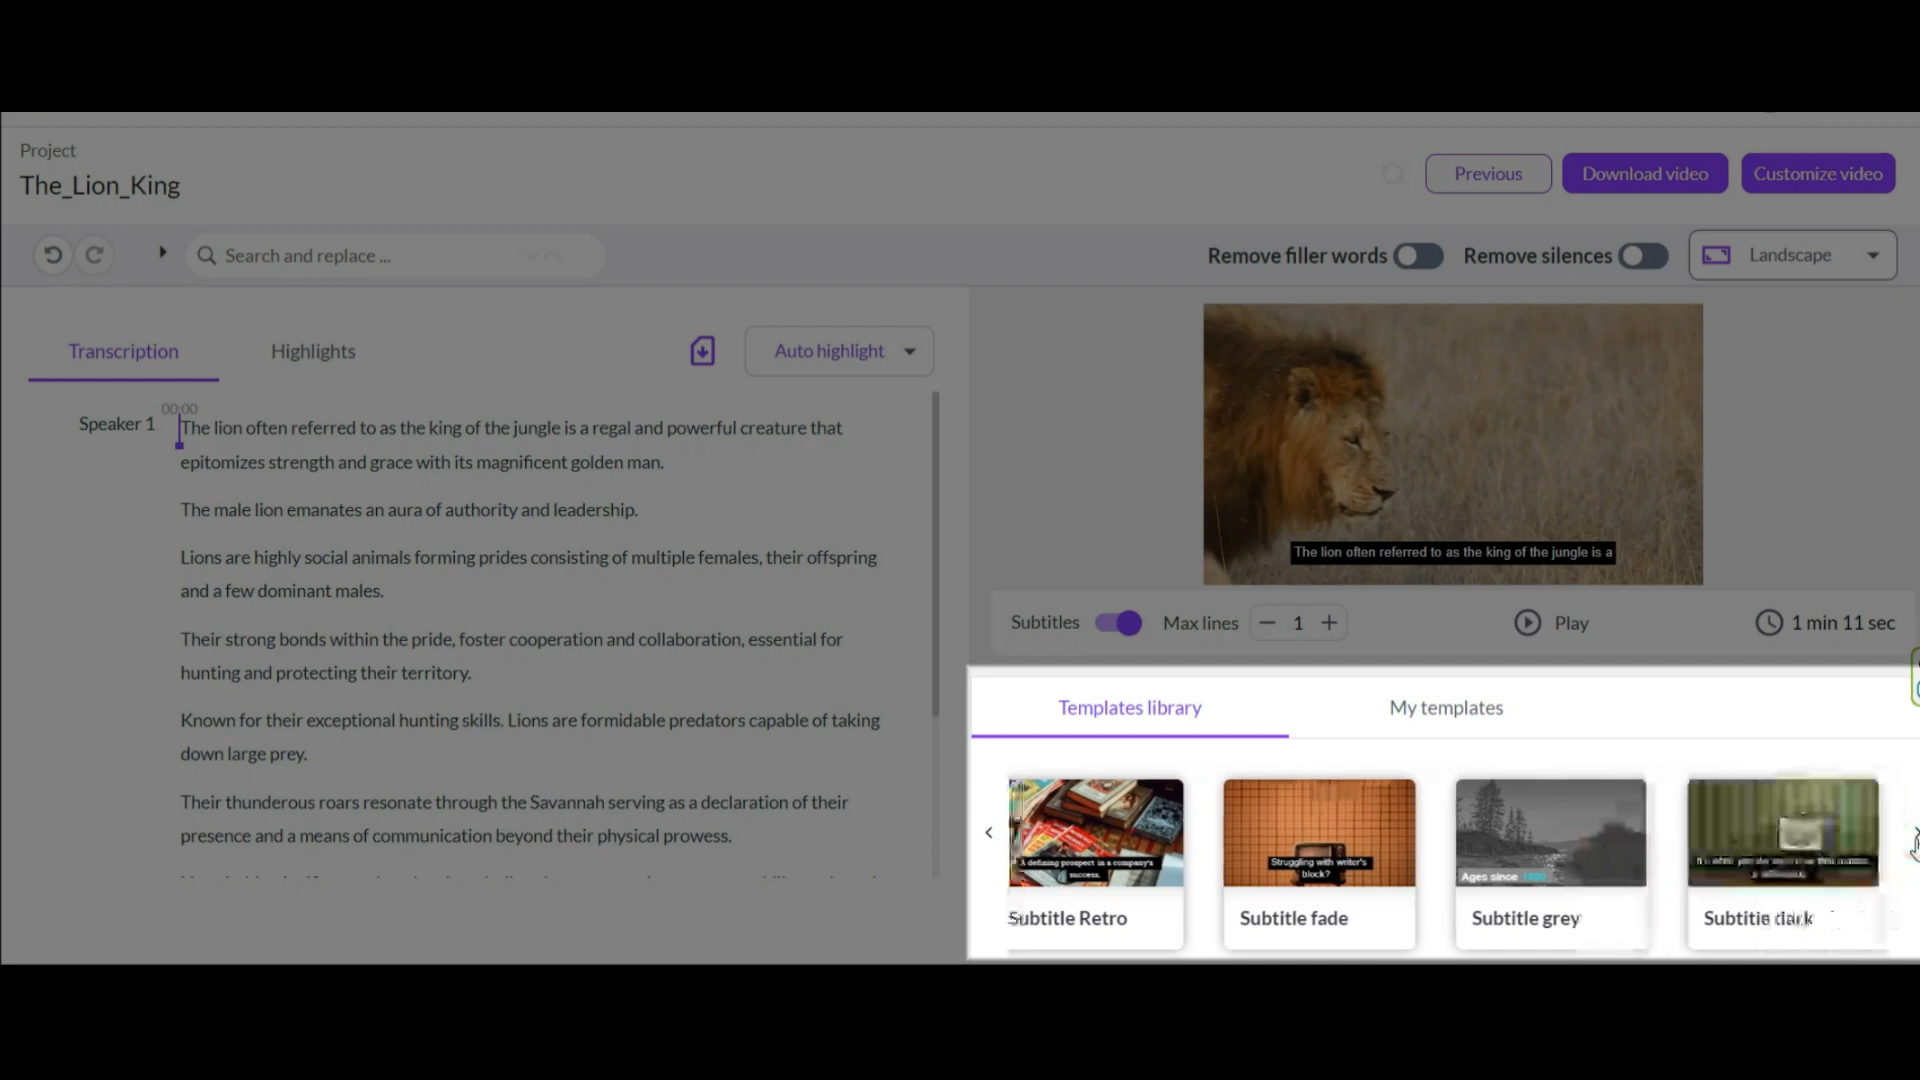 Project
The_Lion_King
Previous
Download video
Customize video
Search and replace ...
Remove filler words
Remove silences
Landscape
Transcription
Highlights
Auto highlight
00:00
Speaker 1
The lion often referred to as the king of the jungle is a regal and powerful creature that
epitomizes strength and grace with its magnificent golden man.
The male lion emanates an aura of authority and leadership.
Lions are highly social animals forming prides consisting of multiple females, their offspring
and a few dominant males.
Their strong bonds within the pride, foster cooperation and collaboration, essential for
hunting and protecting their territory.
Known for their exceptional hunting skills. Lions are formidable predators capable of taking
down large prey.
Their thunderous roars resonate through the Savannah serving as a declaration of their
presence and a means of communication beyond their physical prowess.
The lion often referred to as the king of the jungle is a
Subtitles
Max lines
1
Play
1 min 11 sec
Templates library
My templates
A defining prospect in a company's
success.
Subtitle Retro
Struggling with writer's
block?
Subtitle fade
Ages since
Subtitle grey
Subtitle dark